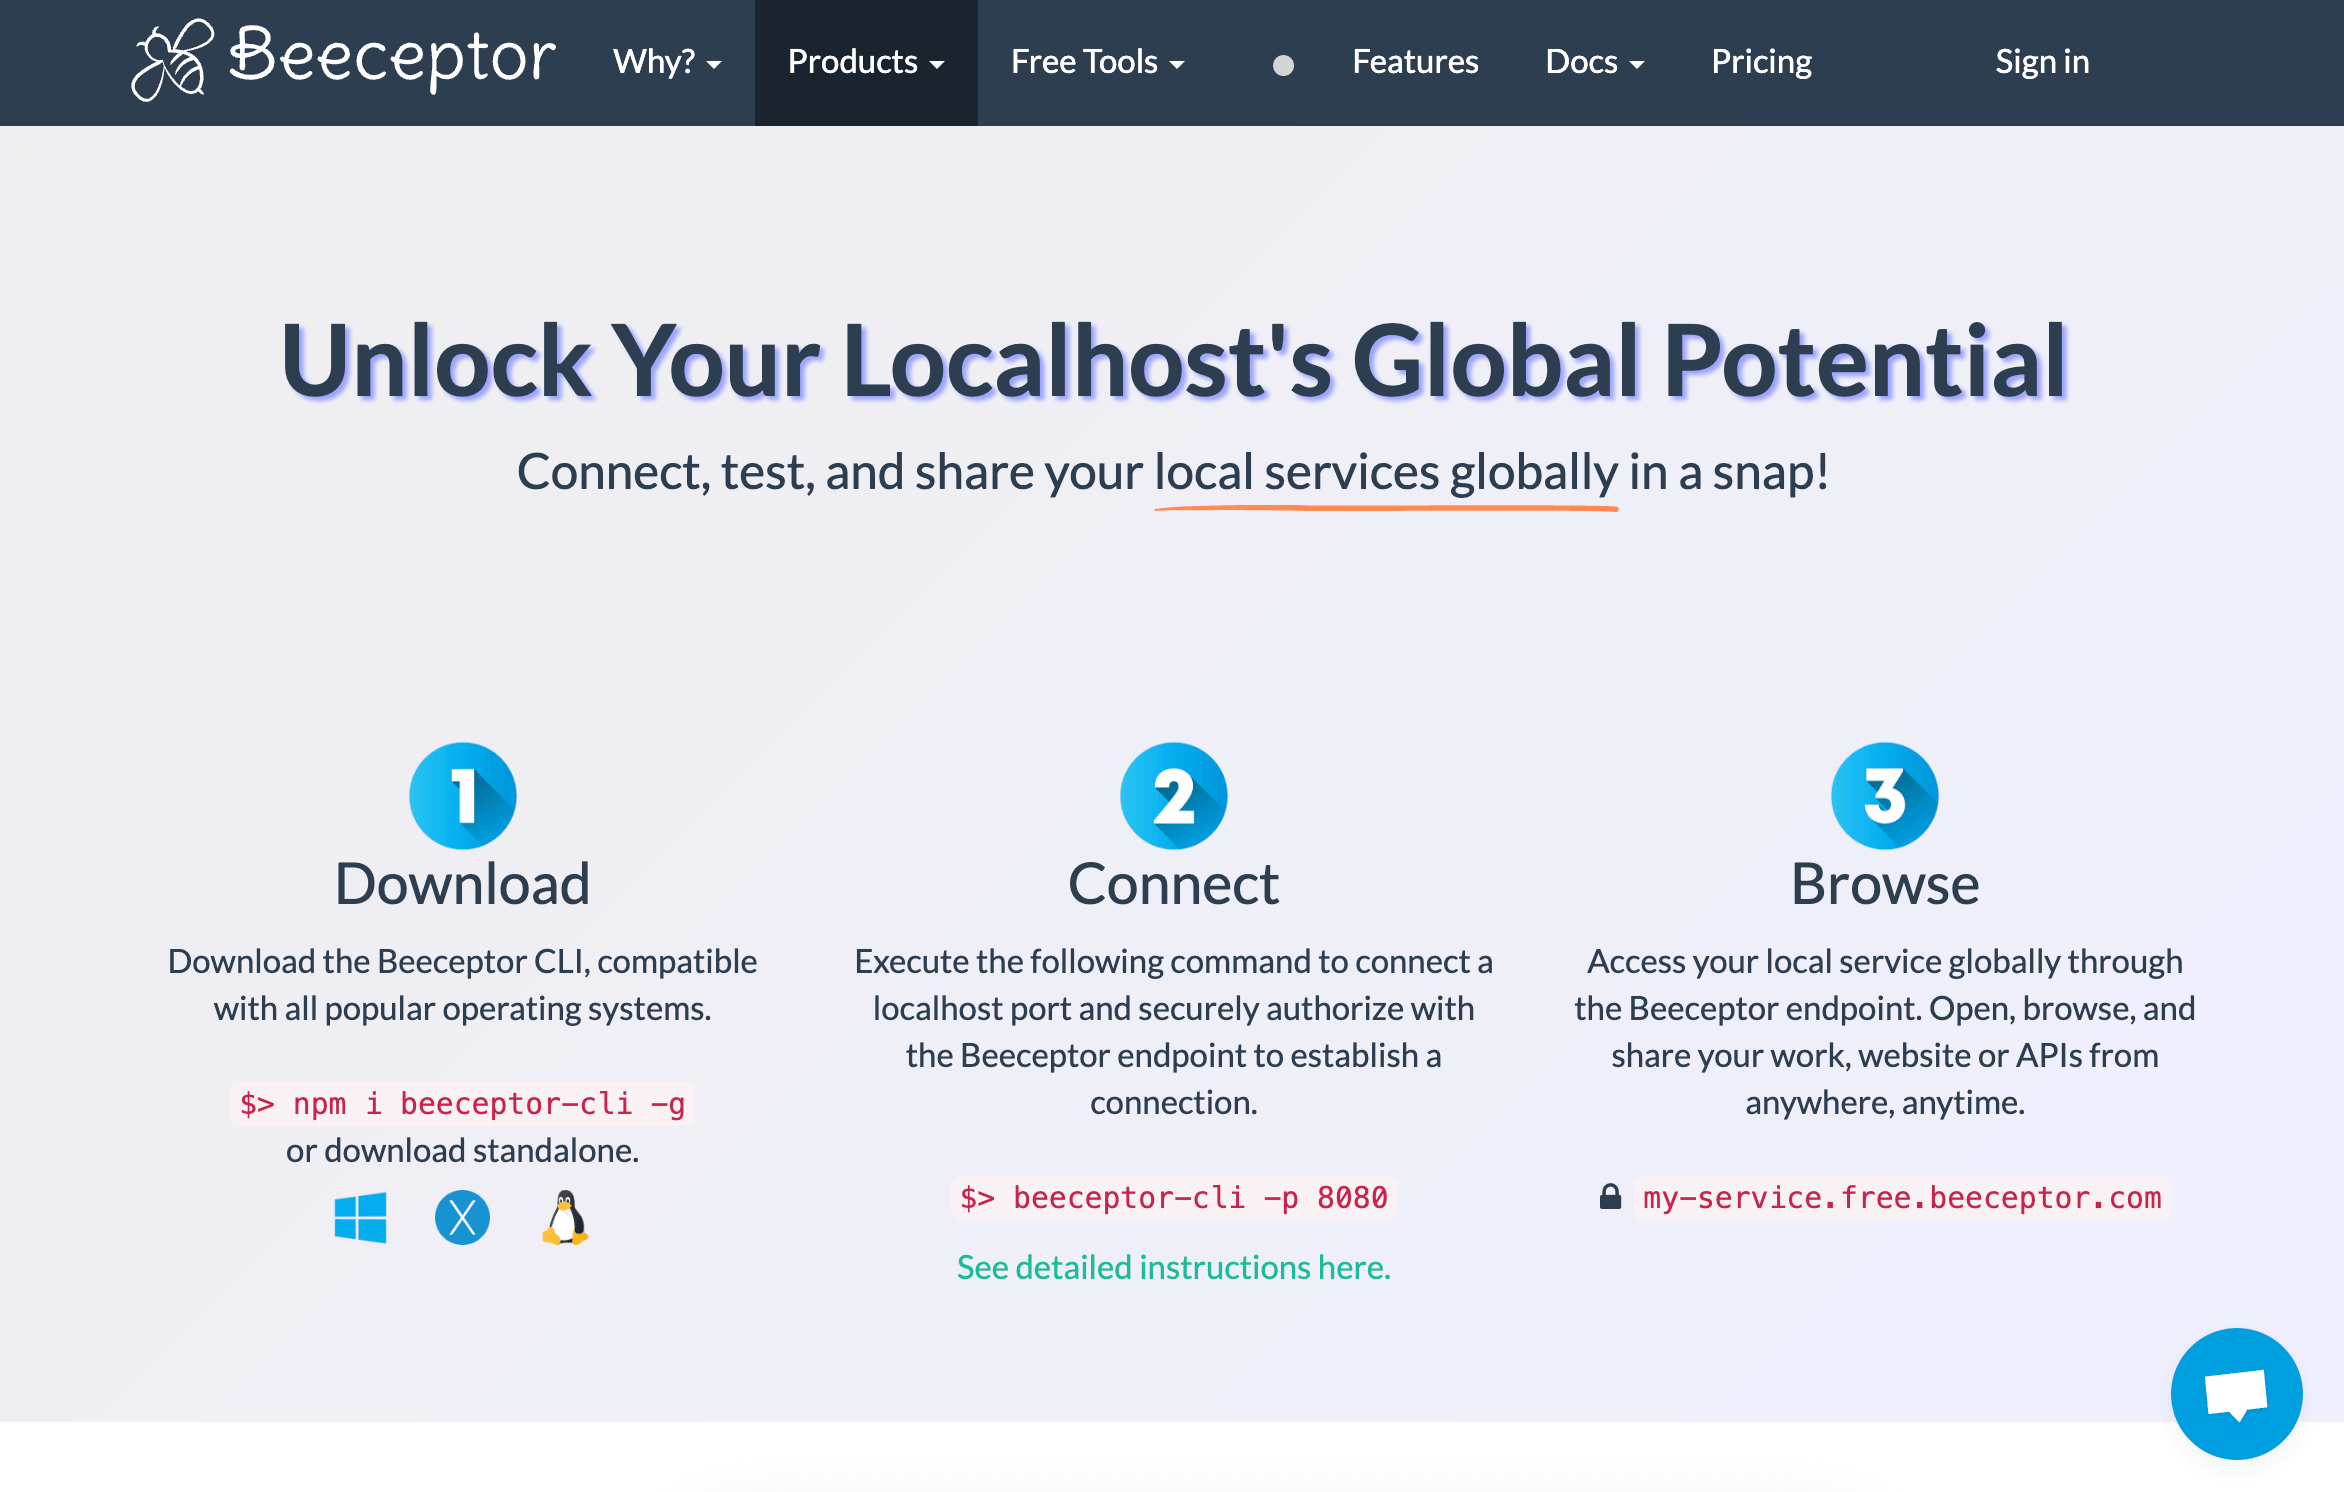 Beeceptor Why? Products Free Tools Features Docs Pricing Sign in
Unlock Your Localhost's Global Potential
Connect, test, and share your local services globally in a snap!
1
Download
Download the Beeceptor CLI, compatible
with all popular operating systems.
$> npm i beeceptor-cli -g
or download standalone.
X
2
Connect
Execute the following command to connect a
localhost port and securely authorize with
the Beeceptor endpoint to establish a
connection.
$> beeceptor-cli -p 8080
See detailed instructions here.
3
Browse
Access your local service globally through
the Beeceptor endpoint. Open, browse, and
share your work, website or APIs from
anywhere, anytime.
my-service.free.beeceptor.com